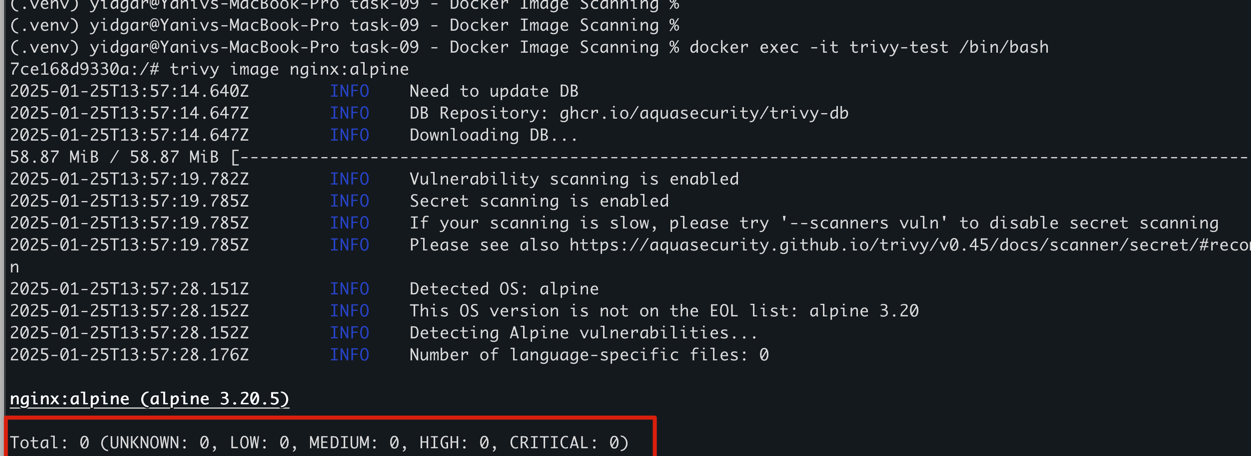 (.venv) yidgar@Yanivs-MacBook-Pro task-09 - Docker Image Scanning %
(.venv) yidgar@Yanivs-MacBook-Pro task-09 - Docker Image Scanning %
(.venv) yidgar@Yanivs-MacBook-Pro task-09 - Docker Image Scanning % docker exec -it trivy-test /bin/bash
7ce168d9330a:/# trivy image nginx:alpine
2025-01-25T13:57:14.640Z INFO Need to update DB
2025-01-25T13:57:14.647Z INFO DB Repository: ghcr.io/aquasecurity/trivy-db
2025-01-25T13:57:14.647Z INFO Downloading DB...
58.87 MiB / 58.87 MiB [------------------------------------------------------------------------------------------------------
2025-01-25T13:57:19.782Z INFO Vulnerability scanning is enabled
2025-01-25T13:57:19.785Z INFO Secret scanning is enabled
2025-01-25T13:57:19.785Z INFO If your scanning is slow, please try '--scanners vuln' to disable secret scanning
2025-01-25T13:57:19.785Z INFO Please see also https://aquasecurity.github.io/trivy/v0.45/docs/scanner/secret/#recom
n
2025-01-25T13:57:28.151Z INFO Detected OS: alpine
2025-01-25T13:57:28.152Z INFO This OS version is not on the EOL list: alpine 3.20
2025-01-25T13:57:28.152Z INFO Detecting Alpine vulnerabilities...
2025-01-25T13:57:28.176Z INFO Number of language-specific files: 0
nginx:alpine (alpine 3.20.5)
Total: 0 (UNKNOWN: 0, LOW: 0, MEDIUM: 0, HIGH: 0, CRITICAL: 0)